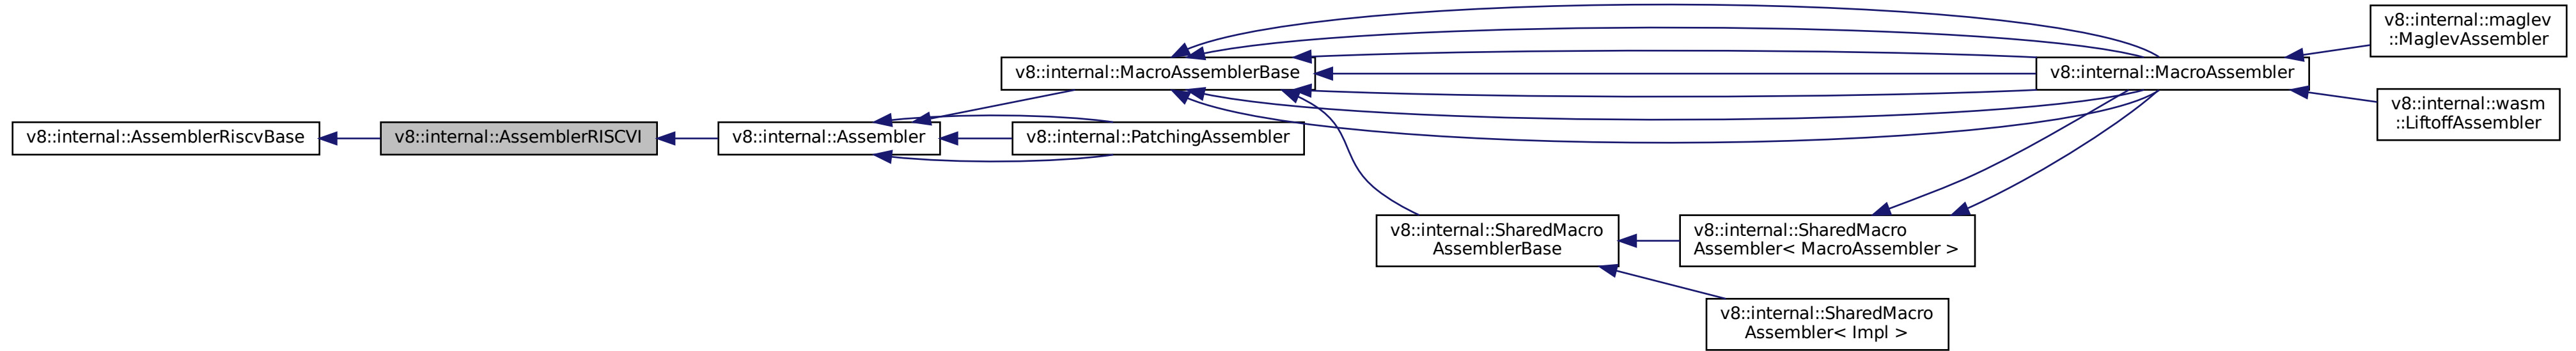 v8::internal::AssemblerRiscvBase
v8::internal::AssemblerRISCVI
v8::internal::Assembler
v8::internal::MacroAssemblerBase
v8::internal::PatchingAssembler
v8::internal::SharedMacro
AssemblerBase
v8::internal::SharedMacro
Assembler< MacroAssembler >
v8::internal::SharedMacro
Assembler< Impl >
v8::internal::MacroAssembler
v8::internal::maglev
::MaglevAssembler
v8::internal::wasm
::LiftoffAssembler